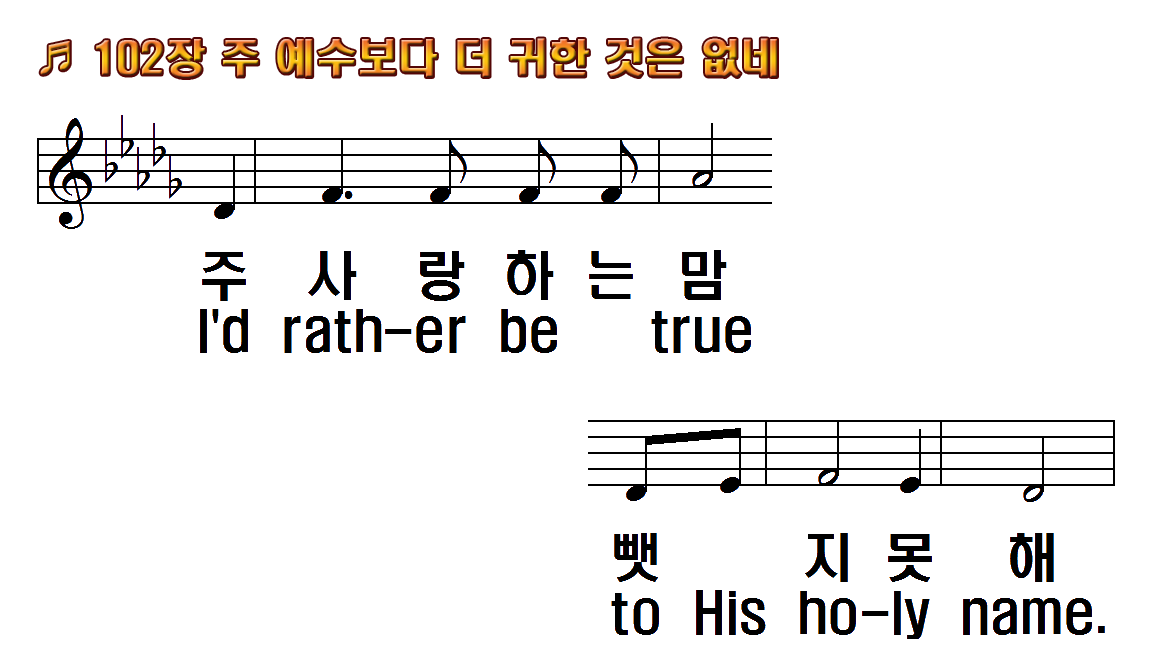 ♬ 102장 주 예수보다 더 귀한 것은 없네
주 사 랑 하 는 맘
I'd rath-er be true
뺏 지 못 해
to His ho-ly name.